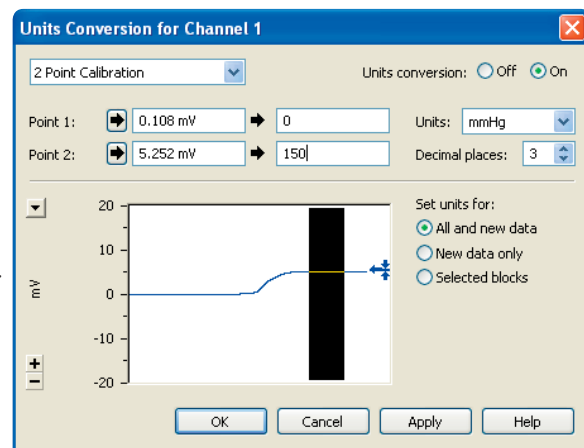 Units Conversion for Channel 1
2 Point Calibration
Units conversion: Off On
Point 1: 0.108 mV 0 Units: mmHg
Point 2: 5.252 mV 150 Decimal places: 3
Set units for:
All and new data
New data only
Selected blocks
20
10
0
-10
-20
mV
+
−
OK Cancel Apply Help